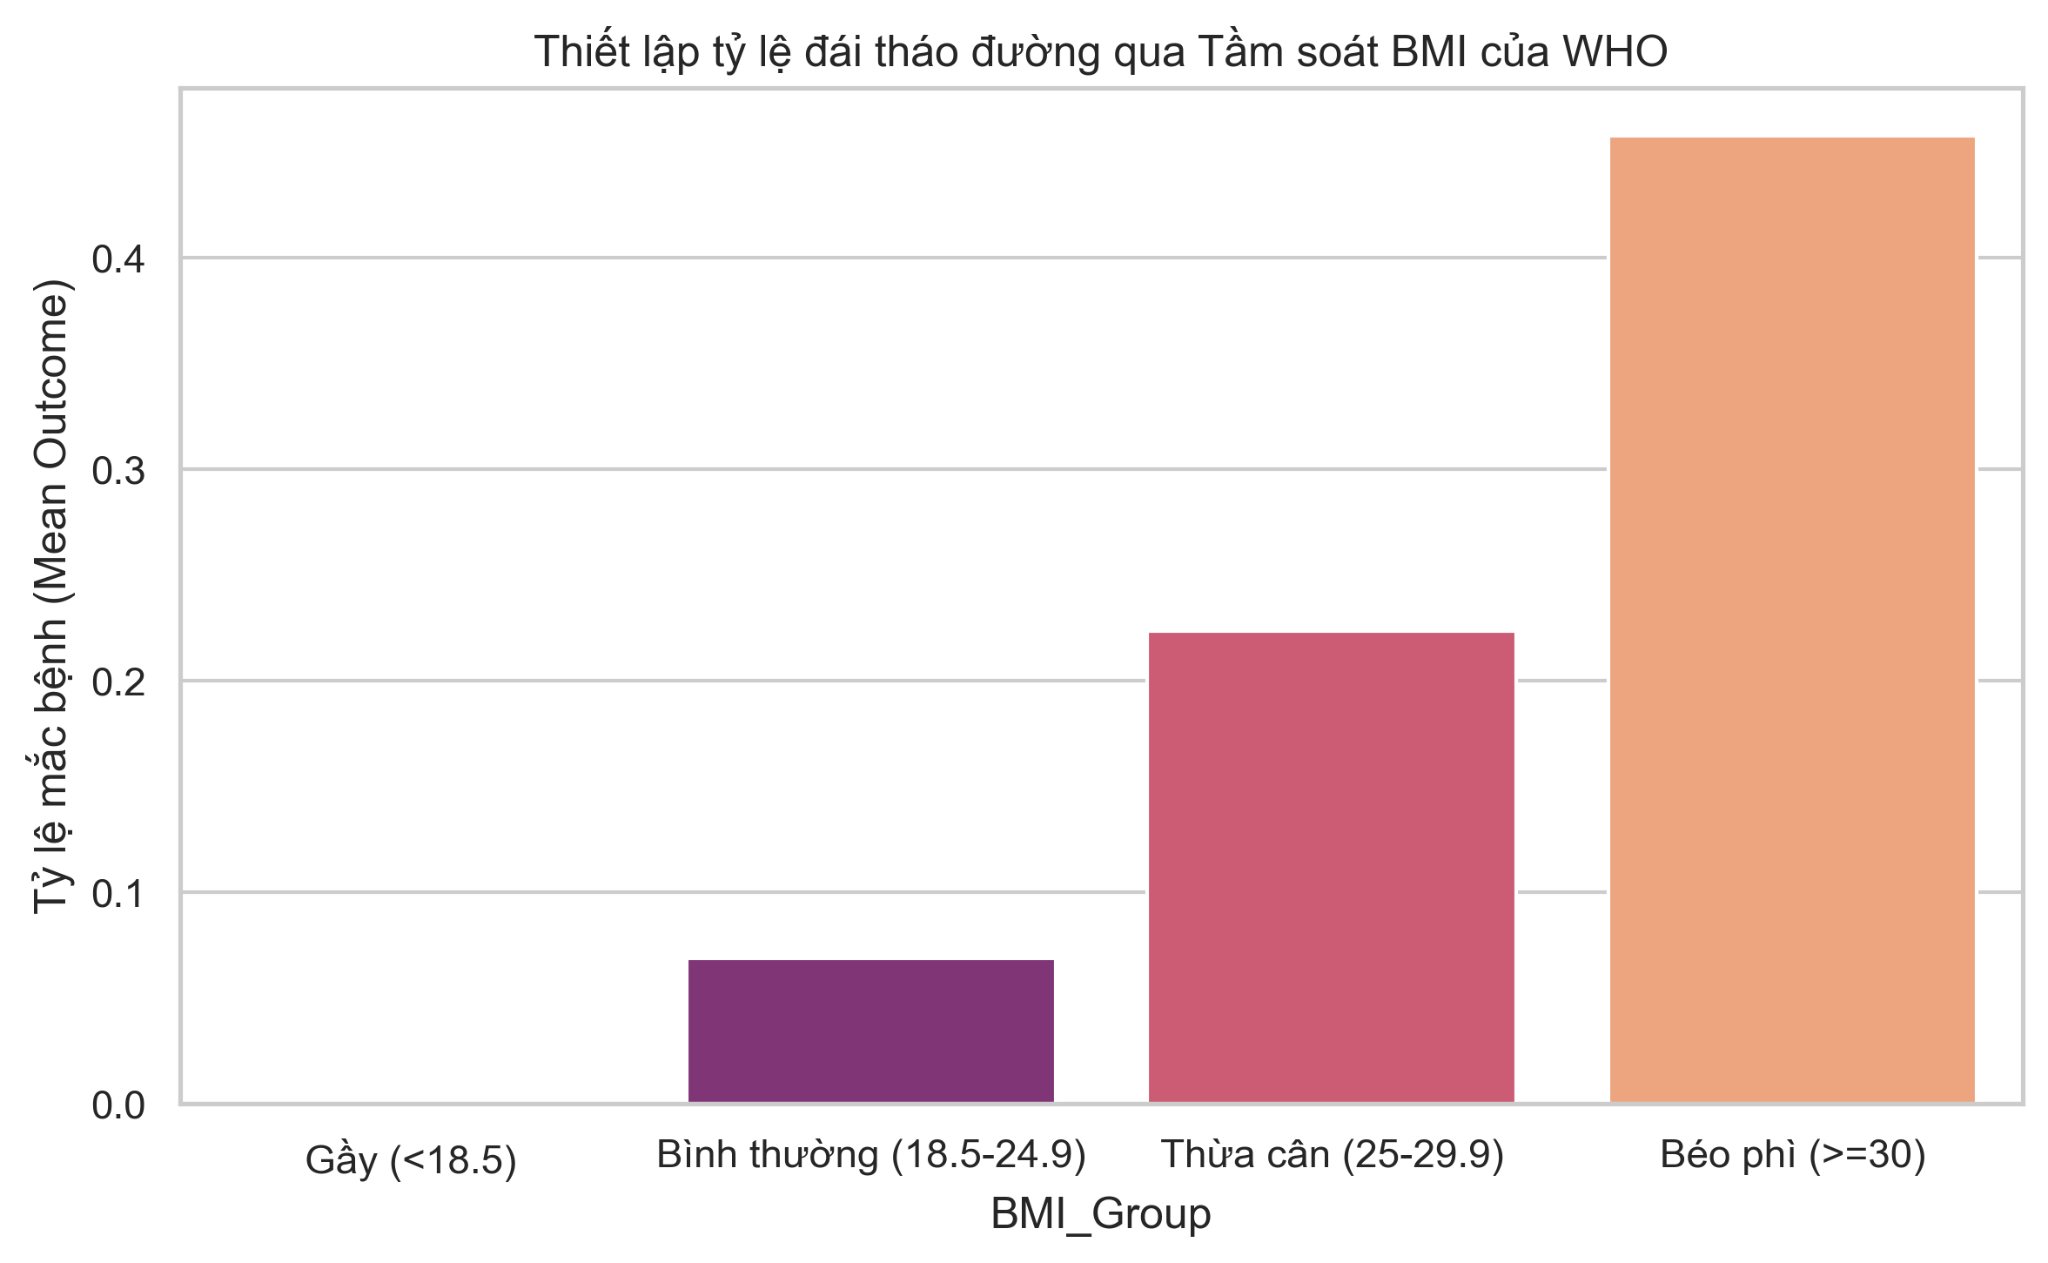 Thiết lập tỷ lệ đái tháo đường qua Tầm soát BMI của WHO
Tỷ lệ mắc bệnh (Mean Outcome)
0.4
0.3
0.2
0.1
0.0
Gầy (<18.5)
Bình thường (18.5-24.9)
Thừa cân (25-29.9)
Béo phì (>=30)
BMI_Group